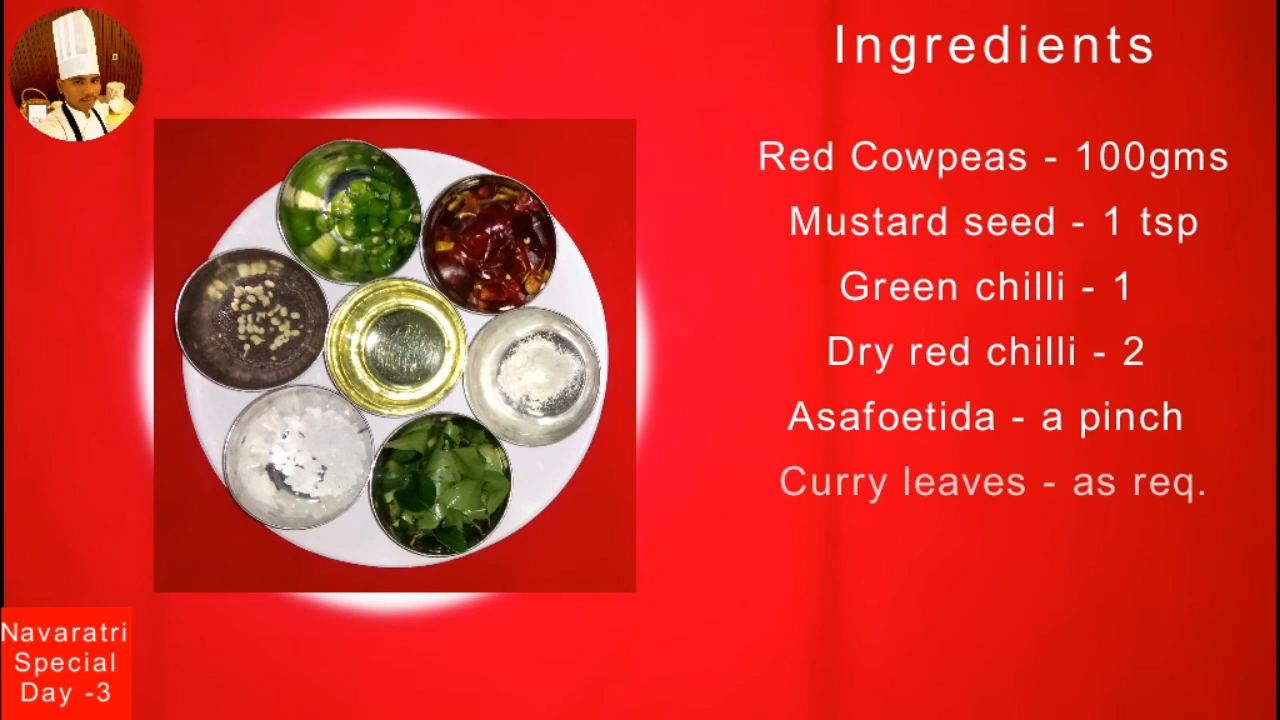 Ingredients
Red Cowpeas - 100gms
Mustard seed - 1 tsp
Green chilli - 1
Dry red chilli - 2
Asafoetida - a pinch
Curry leaves - as req.
Navaratri
Special
Day -3